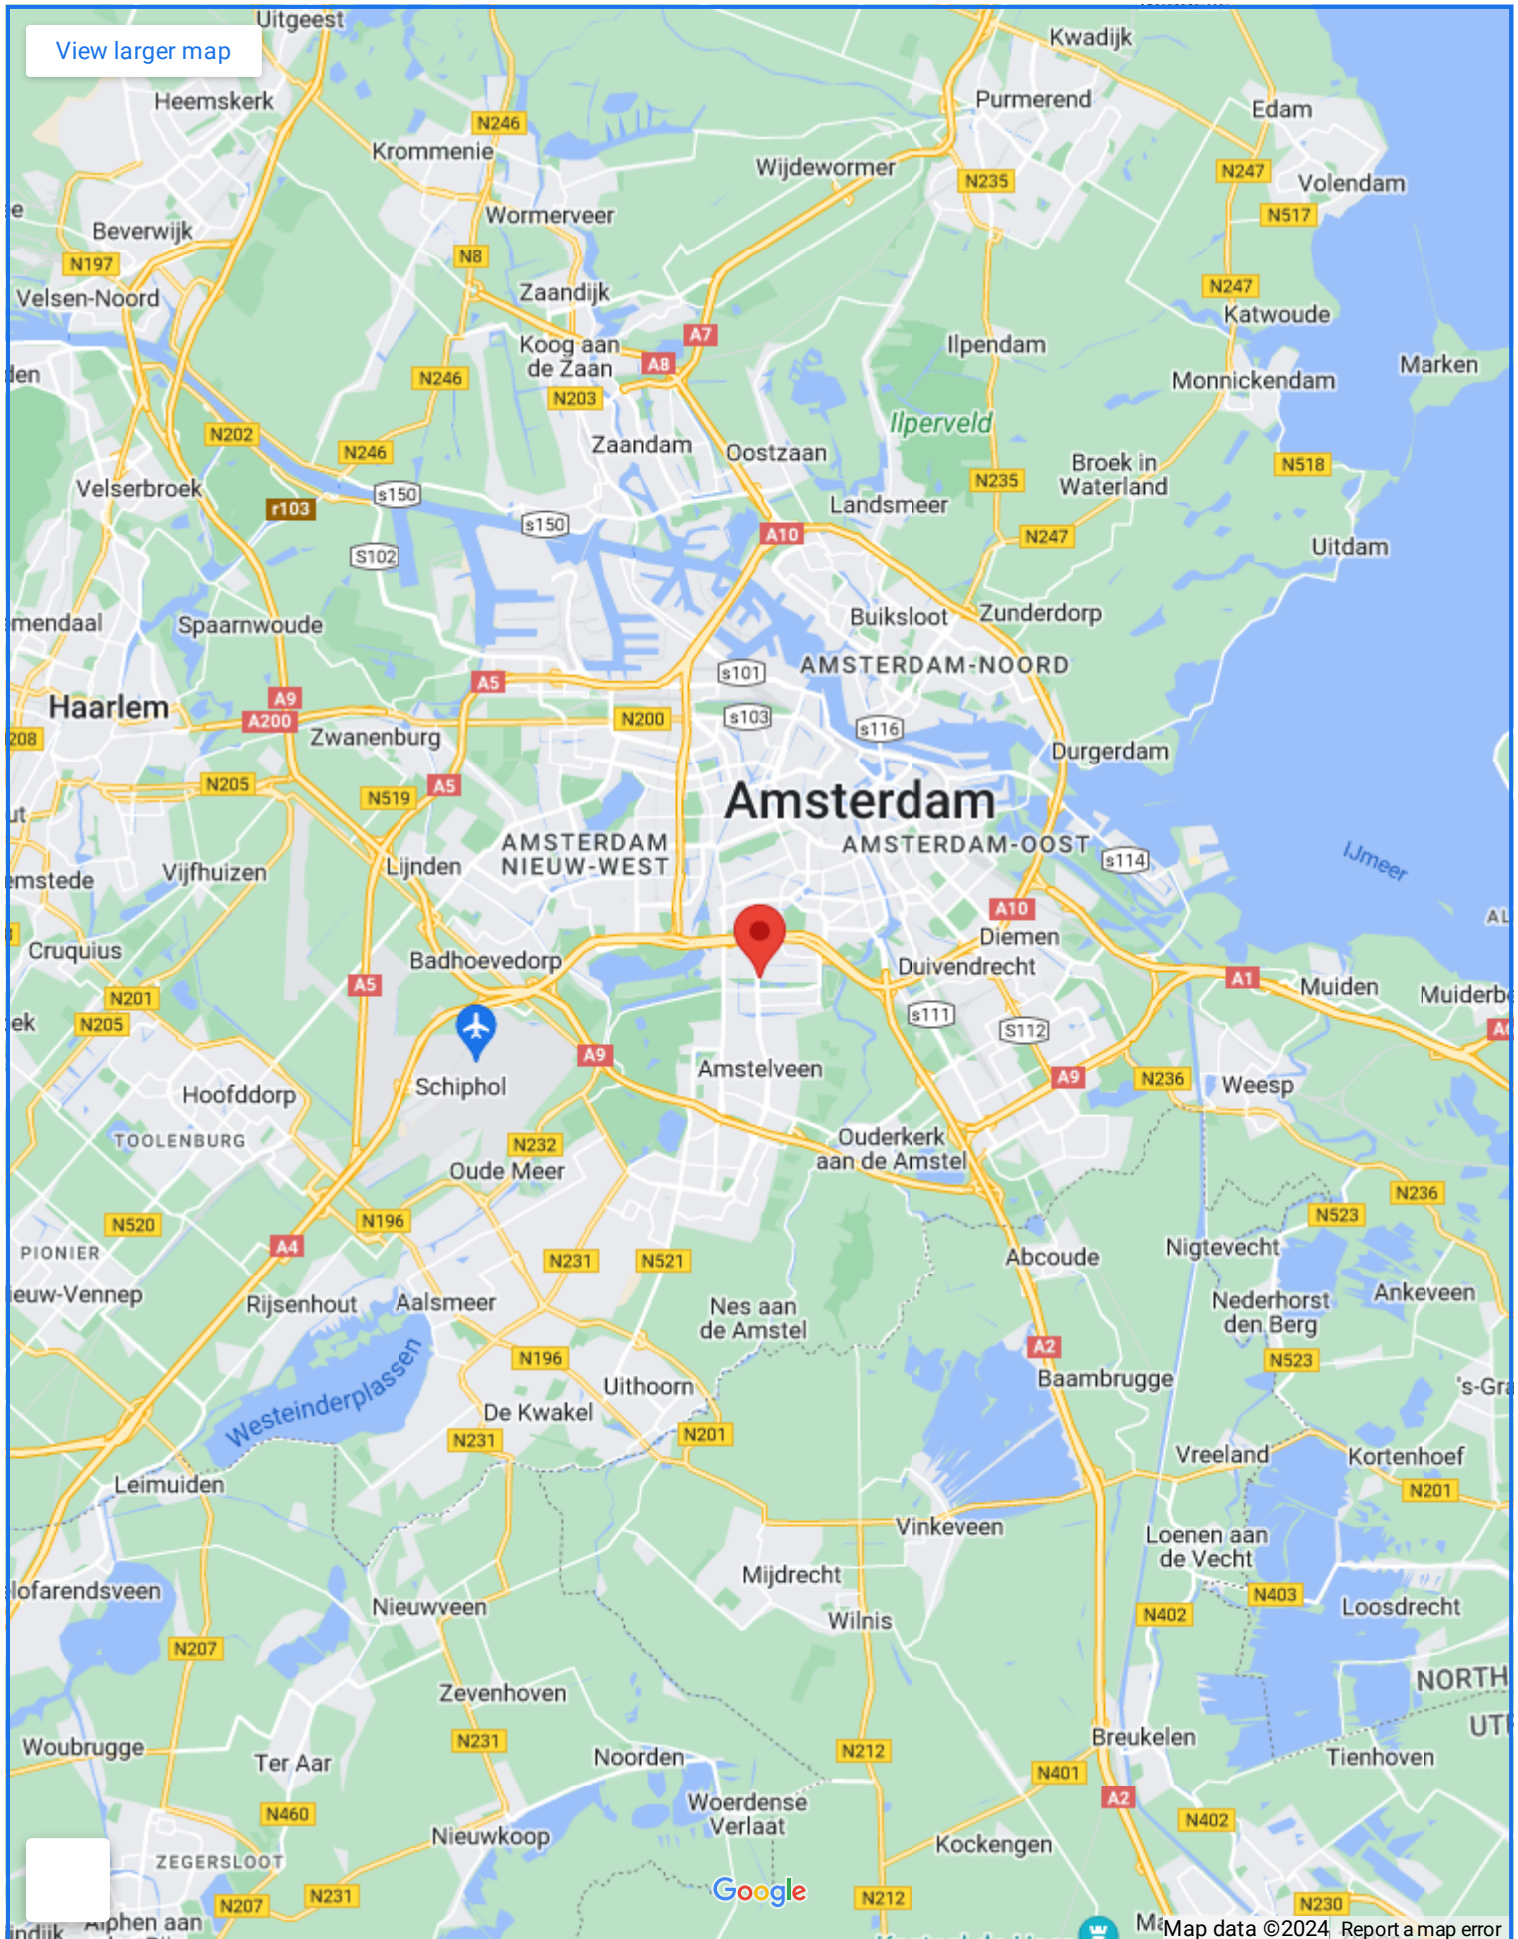 Uitgeest
View larger map
Kwadijk
Heemskerk
Purmerend
Edam
N246
Krommenie
Wijdewormer
N235
N247
Volendam
Wormerveer
N517
Beverwijk
N8
N197
Velsen-Noord
Zaandijk
N247
Katwoude
A7
Koog aan
de Zaan
A8
Ilpendam
Marken
N246
N203
Monnickendam
Ilperveld
N202
N246
Zaandam
Oostzaan
Broek in
Waterland
N518
N235
Velserbroek
s150
r103
s150
Landsmeer
A10
N247
Uitdam
S102
Spaarnwoude
Buiksloot
Zunderdorp
AMSTERDAM-NOORD
s101
A5
A9
Haarlem
A200
N200
s103
s116
Zwanenburg
Durgerdam
N205
A5
N519
Amsterdam
AMSTERDAM
NIEUW-WEST
AMSTERDAM-OOST
s114
IJmeer
Lijnden
Vijfhuizen
A10
Diemen
Cruquius
Badhoevedorp
Duivendrecht
A5
A1
Muiden
N201
N205
s111
S112
A9
Amstelveen
Schiphol
Hoofddorp
A9
N236
Weesp
TOOLENBURG
N232
Ouderkerk
aan de Amstel
Oude Meer
N236
N520
N196
N523
A4
PIONIER
N231
N521
Abcoude
Nigtevecht
Rijsenhout
Aalsmeer
Nes aan
de Amstel
Nederhorst
den Berg
Ankeveen
A2
N196
N523
Westeinderplassen
Uithoorn
Baambrugge
De Kwakel
N231
N201
Vreeland
Kortenhoef
Leimuiden
N201
Vinkeveen
Loenen aan
de Vecht
Mijdrecht
N403
Nieuwveen
Wilnis
N402
Loosdrecht
N207
Zevenhoven
NORTH
Woubrugge
N231
Breukelen
Ter Aar
Noorden
N212
Tienhoven
N401
A2
N460
Woerdense
Verlaat
N402
Nieuwkoop
Kockengen
ZEGERSLOOT
Google
N207
N231
N212
N230
Alphen aan
Map data ©2024
Report a map error